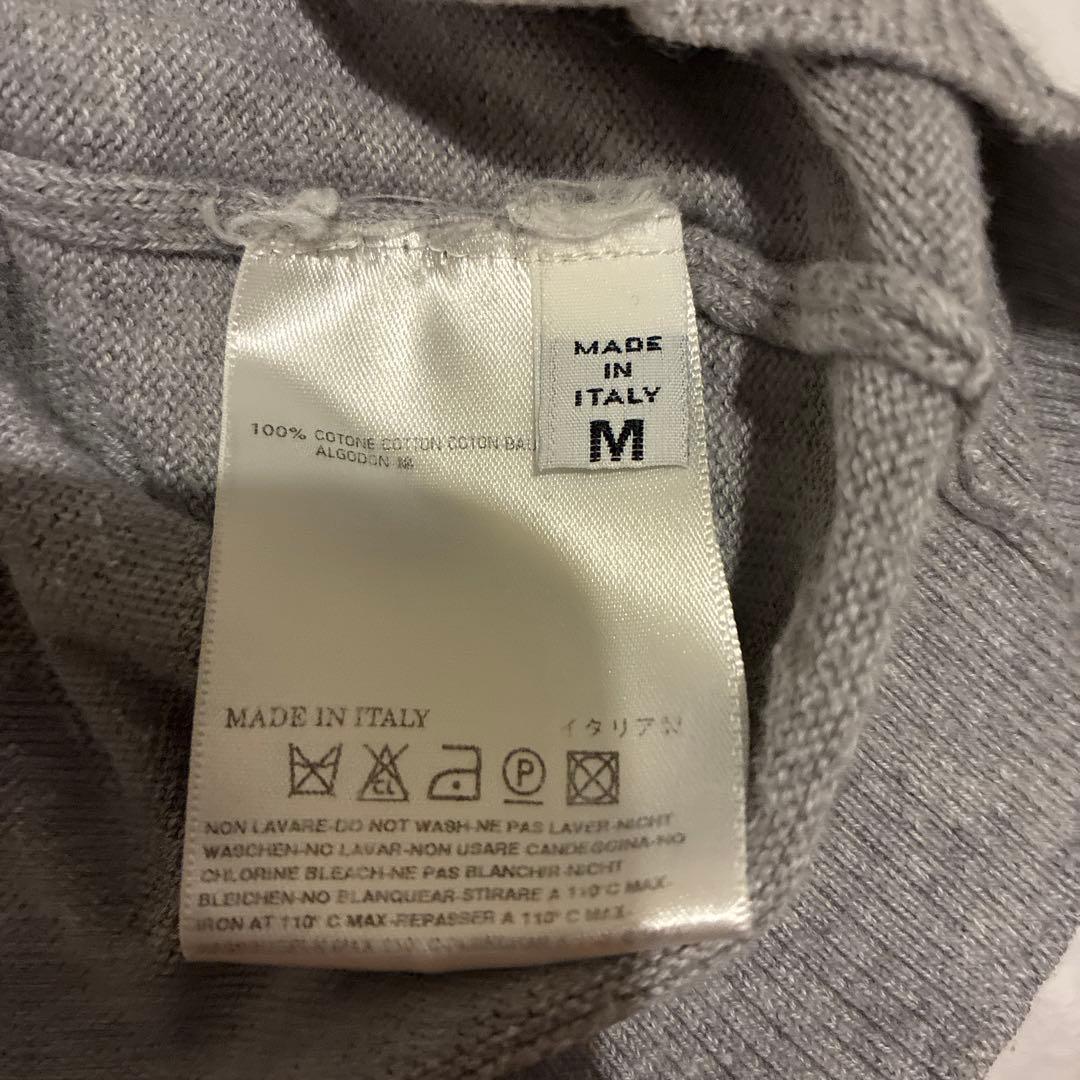 MADE
IN
ITALY
M
100% COTONE COTTON COTON
ALGODON 綿
MADE IN ITALY
イタリア製
CL
P
NON LAVARE-DO NOT WASH-NE PAS LAVER-NICHT
WASCHEN-NO LAVAR-NON USARE CANDEGGINA-NO
CHLORINE BLEACH-NE PAS BLANCHIR-NICHT
BLEICHEN-NO BLANQUEAR-STIRARE A 110° C MAX-
IRON AT 110° C MAX-REPASSER A 110° C MAX-